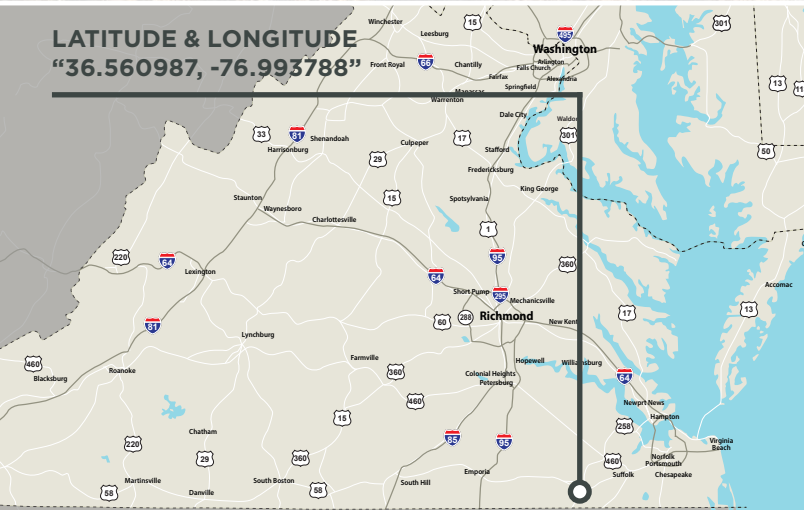 LATITUDE & LONGITUDE
“36.560987, -76.993788”
Winchester
15
Leesburg
495
301
Washington
Front Royal
66
Chantilly
Arlington
Falls Church
Fairfax
Alexandria
Springfield
13
Manassas
Warrenton
Dale City
33
81
Shenandoah
Harrisonburg
Culpeper
17
301
Stafford
29
50
Fredericksburg
King George
Staunton
15
Spotsylvania
Waynesboro
Charlottesville
1
220
64
95
360
Lexington
64
Accomac
Short Pump
295
Mechanicsville
81
60
288
Richmond
New Kent
17
13
Lynchburg
460
Farmville
Hopewell
Williamsburg
Blacksburg
Roanoke
360
Colonial Heights
64
Petersburg
460
Newprt News
15
Hampton
Chatham
258
220
29
360
85
95
Virginia
Beach
Norfolk
Portsmouth
460
Martinsville
South Boston
Emporia
Suffolk
Chesapeake
58
Danville
58
South Hill